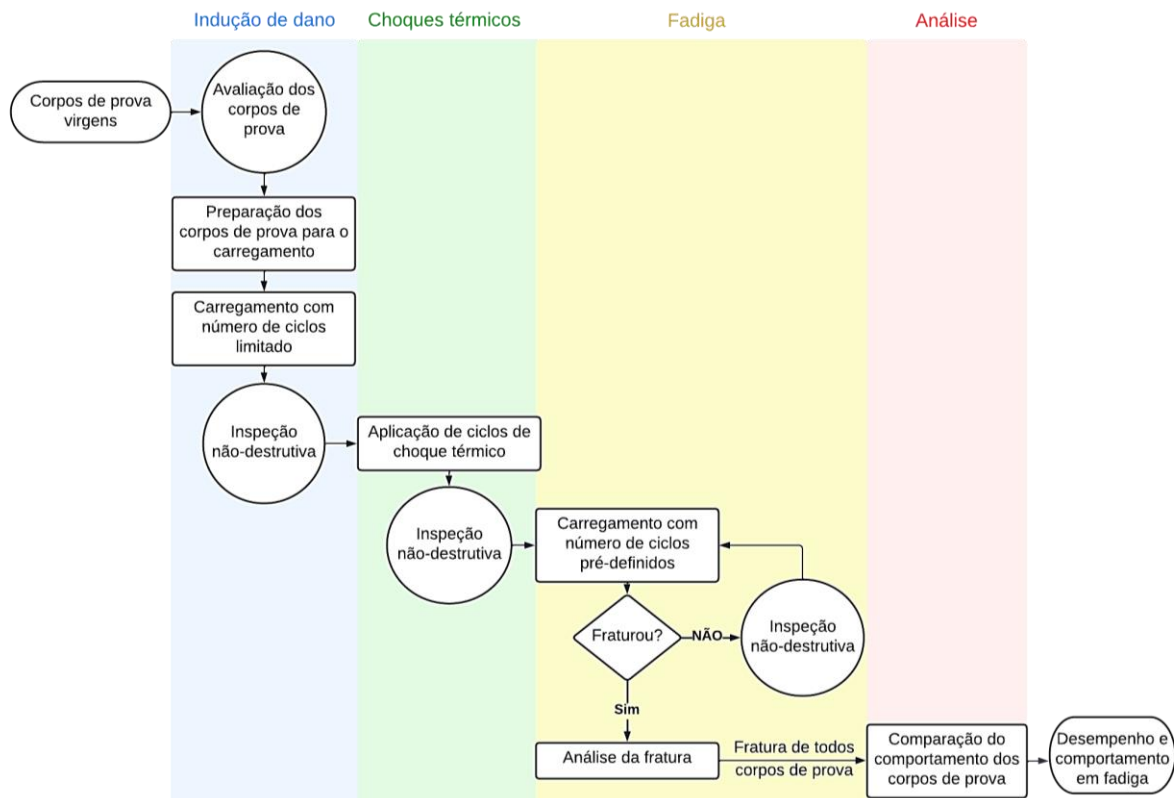 Indução de dano
Choques térmicos
Fadiga
Análise
Corpos de prova
virgens
Avaliação dos
corpos de
prova
Preparação dos
corpos de prova para o
carregamento
Carregamento com
número de ciclos
limitado
Inspeção
não-destrutiva
Aplicação de ciclos de
choque térmico
Inspeção
não-destrutiva
Carregamento com
número de ciclos
pré-definidos
Fraturou?
NÃO
Inspeção
não-destrutiva
Sim
Análise da fratura
Fratura de todos
corpos de prova
Comparação do
comportamento dos
corpos de prova
Desempenho e
comportamento
em fadiga